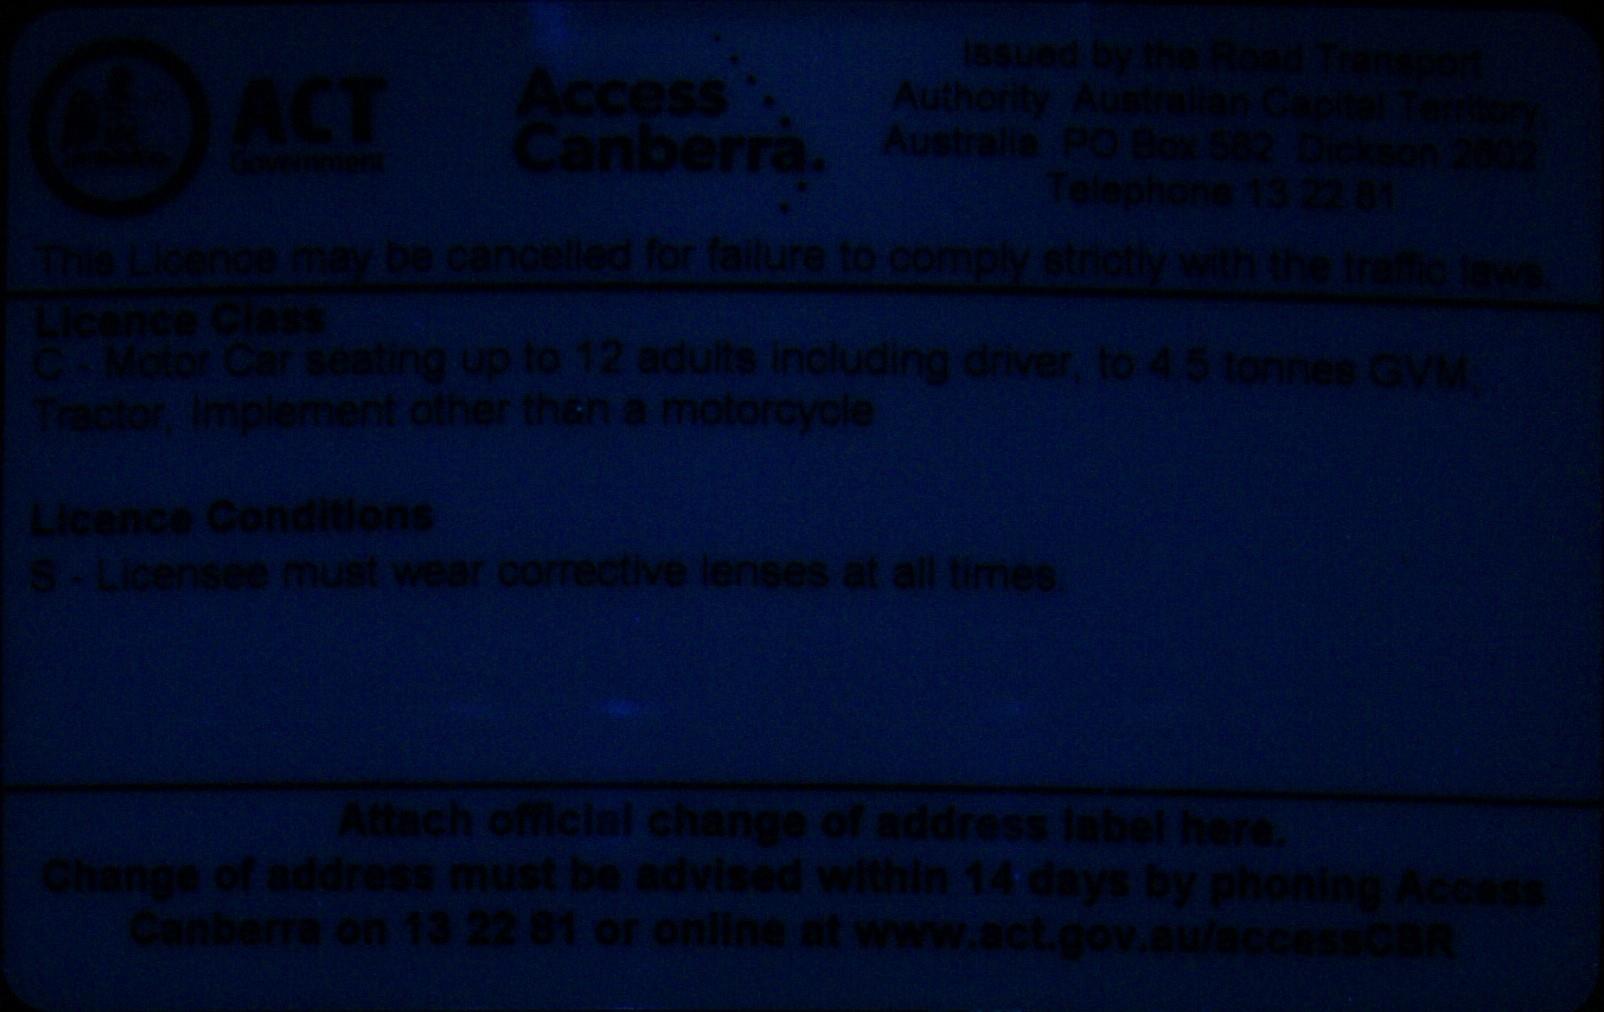 ACT
Government
Access
Canberra.
Issued by the Road Transport
Authority Australian Capital Territory,
Australia PO Box 582 Dickson 2602
Telephone 13 22 81
This Licence may be cancelled for failure to comply strictly with the traffic laws.
Licence Class
C - Motor Car seating up to 12 adults including driver, to 4.5 tonnes GVM,
Tractor, Implement other than a motorcycle
Licence Conditions
S - Licensee must wear corrective lenses at all times.
Attach official change of address label here.
Change of address must be advised within 14 days by phoning Access
Canberra on 13 22 81 or online at www.act.gov.au/accessCBR